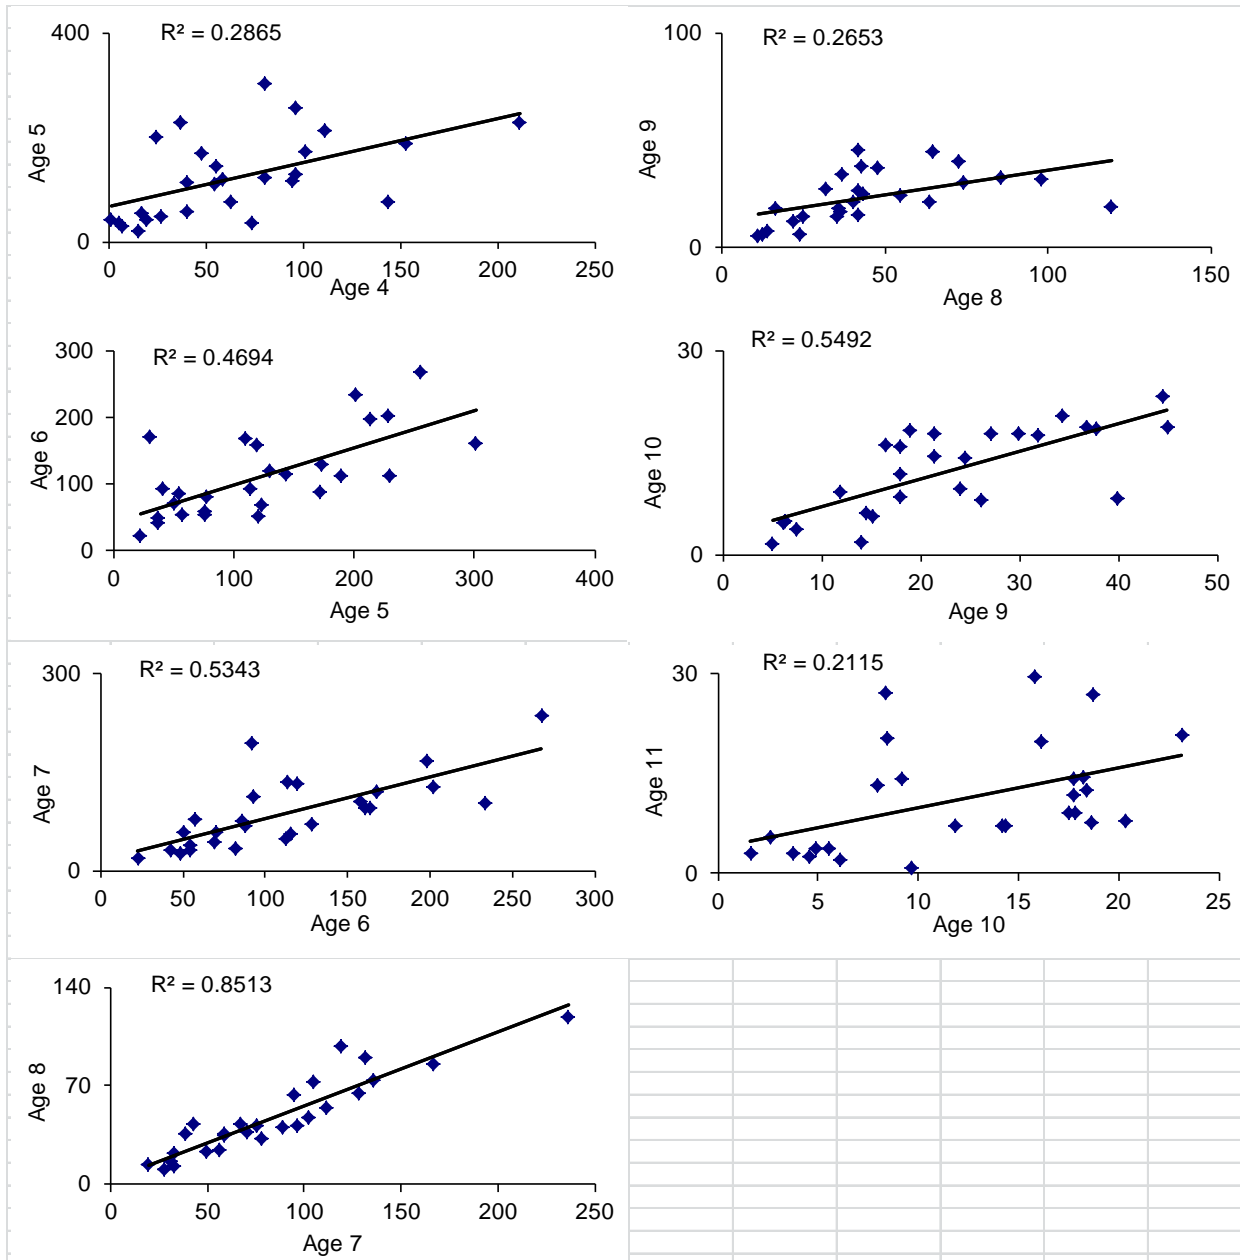 R² = 0.2865
400
0
Age 5
0 50 100 150 200 250
Age 4
R² = 0.2653
100
0
Age 9
0 50 100 150
Age 8
R² = 0.4694
300
200
100
0
Age 6
0 100 200 300 400
Age 5
R² = 0.5492
30
0
Age 10
0 10 20 30 40 50
Age 9
R² = 0.5343
300
0
Age 7
0 50 100 150 200 250 300
Age 6
R² = 0.2115
30
0
Age 11
0 5 10 15 20 25
Age 10
R² = 0.8513
140
70
0
Age 8
0 50 100 150 200 250
Age 7